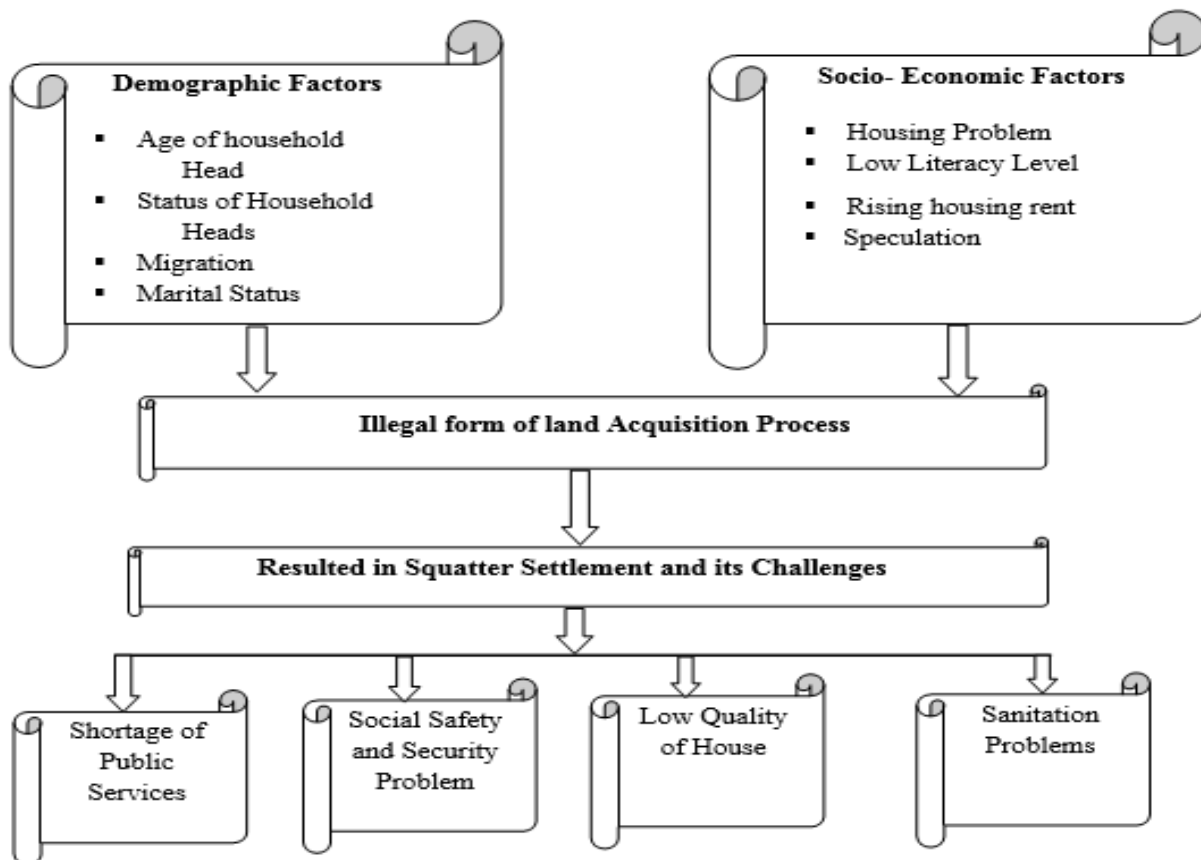 Demographic Factors
▪ Age of household
Head
▪ Status of Household
Heads
▪ Migration
▪ Marital Status
Socio- Economic Factors
▪ Housing Problem
▪ Low Literacy Level
▪ Rising housing rent
▪ Speculation
Illegal form of land Acquisition Process
Resulted in Squatter Settlement and its Challenges
Shortage of
Public
Services
Social Safety
and Security
Problem
Low Quality
of House
Sanitation
Problems